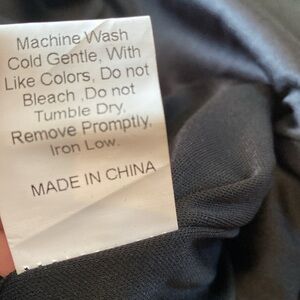 Machine Wash
Cold Gentle, With
Like Colors, Do not
Bleach ,Do not
Tumble Dry,
Remove Promptly,
Iron Low.
MADE IN CHINA